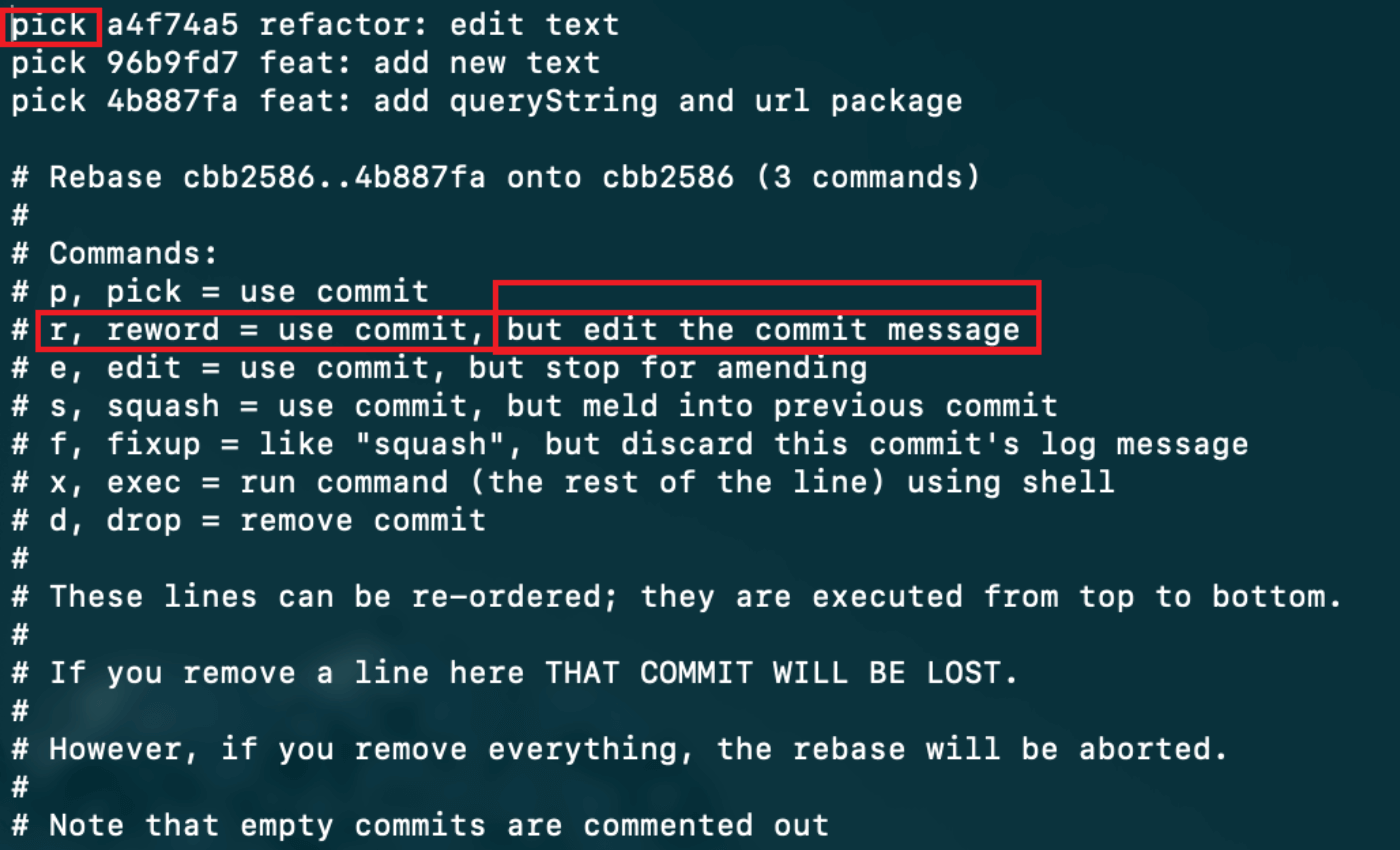 pick a4f74a5 refactor: edit text
pick 96b9fd7 feat: add new text
pick 4b887fa feat: add queryString and url package
# Rebase cbb2586..4b887fa onto cbb2586 (3 commands)
#
# Commands:
# p, pick = use commit
# r, reword = use commit, but edit the commit message
# e, edit = use commit, but stop for amending
# s, squash = use commit, but meld into previous commit
# f, fixup = like "squash", but discard this commit's log message
# x, exec = run command (the rest of the line) using shell
# d, drop = remove commit
#
# These lines can be re-ordered; they are executed from top to bottom.
#
# If you remove a line here THAT COMMIT WILL BE LOST.
#
# However, if you remove everything, the rebase will be aborted.
#
# Note that empty commits are commented out